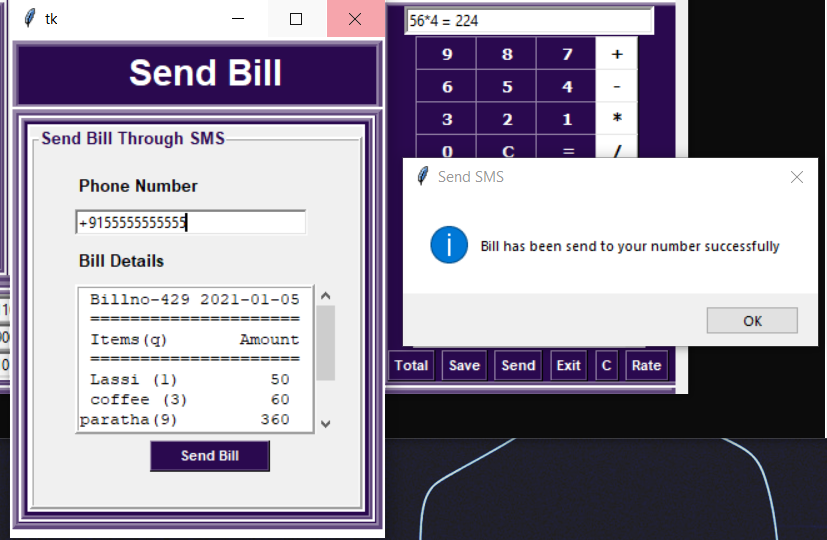 tk
Send Bill
Send Bill Through SMS
Phone Number
+9155555555555
Bill Details
Billno-429 2021-01-05
=====================
Items(q) Amount
=====================
Lassi (1) 50
coffee (3) 60
paratha(9) 360
Send Bill
56*4 = 224
9 8 7 +
6 5 4 -
3 2 1 *
0 C = /
Send SMS
Bill has been send to your number successfully
OK
Total Save Send Exit C Rate